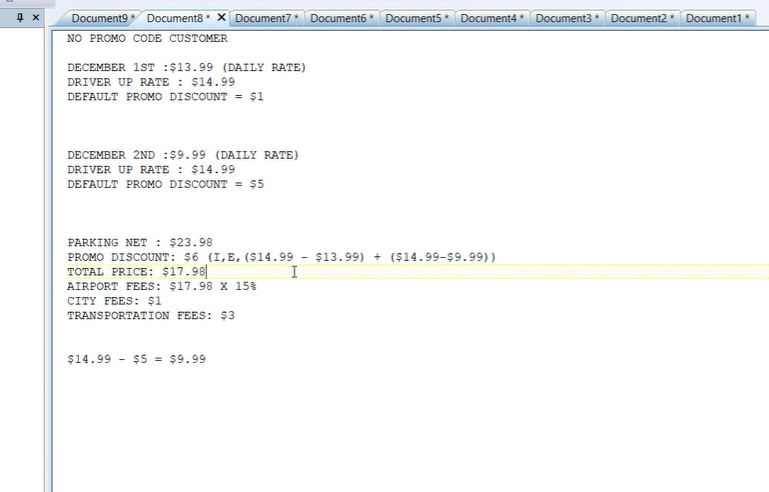 Document9 * Document8 * Document7 * Document6 * Document5 * Document4 * Document3 * Document2 * Document1 *
NO PROMO CODE CUSTOMER
DECEMBER 1ST :$13.99 (DAILY RATE)
DRIVER UP RATE : $14.99
DEFAULT PROMO DISCOUNT = $1
DECEMBER 2ND :$9.99 (DAILY RATE)
DRIVER UP RATE : $14.99
DEFAULT PROMO DISCOUNT = $5
PARKING NET : $23.98
PROMO DISCOUNT: $6 (I,E,($14.99 - $13.99) + ($14.99-$9.99))
TOTAL PRICE: $17.98
AIRPORT FEES: $17.98 X 15%
CITY FEES: $1
TRANSPORTATION FEES: $3
$14.99 - $5 = $9.99